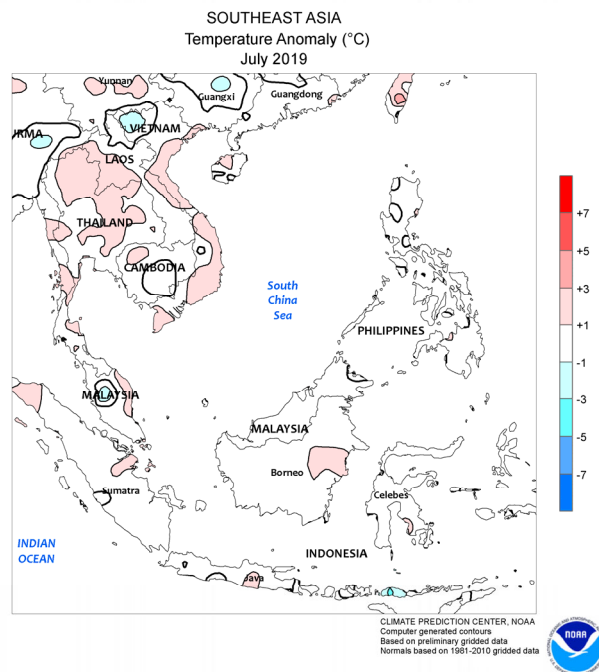 SOUTHEAST ASIA
Temperature Anomaly (°C)
July 2019
Yunnan
Guangxi
Guangdong
IRMA
VIETNAM
LAOS
THAILAND
CAMBODIA
South
China
Sea
PHILIPPINES
MALAYSIA
MALAYSIA
Borneo
Sumatra
Celebes
INDIAN
OCEAN
INDONESIA
Java
+7
+5
+3
+1
-1
-3
-5
-7
CLIMATE PREDICTION CENTER, NOAA
Computer generated contours
Based on preliminary gridded data
Normals based on 1981-2010 gridded data
NOAA